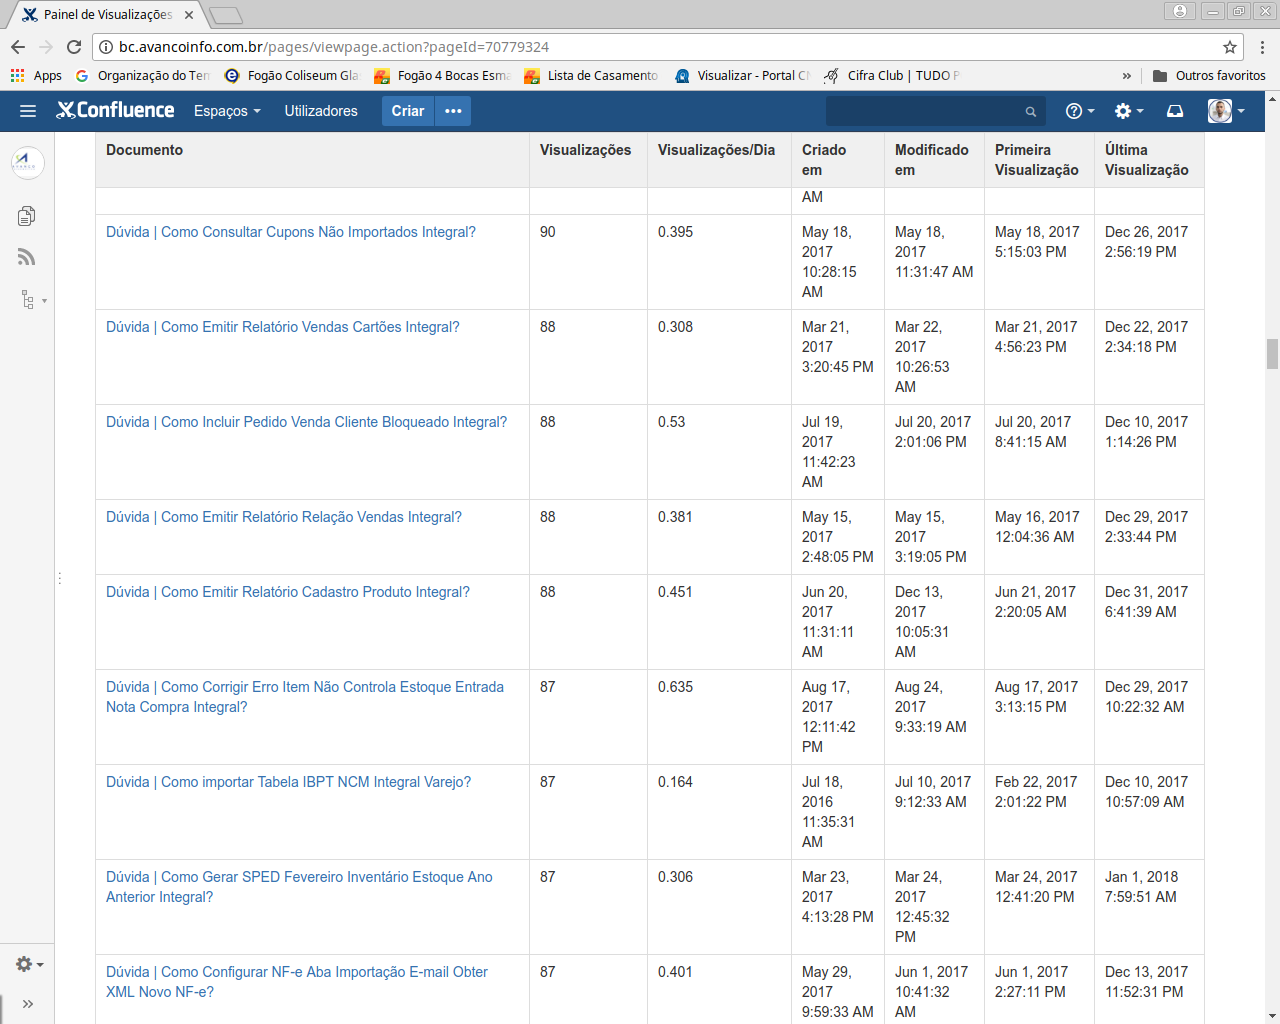 Painel de Visualizações
bc.avancoinfo.com.br/pages/viewpage.action?pageId=70779324
Apps Organização do Ter Fogão Coliseum Gla Fogão 4 Bocas Esma Lista de Casamento Visualizar - Portal C Cifra Club | TUDO » Outros favoritos
Confluence Espaços Utilizadores Criar •••
Documento Visualizações Visualizações/Dia Criado em Modificado em Primeira Visualização Última Visualização
AM
Dúvida | Como Consultar Cupons Não Importados Integral? 90 0.395 May 18, May 18, May 18, 2017 Dec 26, 2017
2017 2017 5:15:03 PM 2:56:19 PM
10:28:15 11:31:47 AM
AM
Dúvida | Como Emitir Relatório Vendas Cartões Integral? 88 0.308 Mar 21, Mar 22, Mar 21, 2017 Dec 22, 2017
2017 2017 4:56:23 PM 2:34:18 PM
3:20:45 PM 10:26:53
AM
Dúvida | Como Incluir Pedido Venda Cliente Bloqueado Integral? 88 0.53 Jul 19, Jul 20, 2017 Jul 20, 2017 Dec 10, 2017
2017 2:01:06 PM 8:41:15 AM 1:14:26 PM
11:42:23
AM
Dúvida | Como Emitir Relatório Relação Vendas Integral? 88 0.381 May 15, May 15, May 16, 2017 Dec 29, 2017
2017 2017 12:04:36 AM 2:33:44 PM
2:48:05 PM 3:19:05 PM
Dúvida | Como Emitir Relatório Cadastro Produto Integral? 88 0.451 Jun 20, Dec 13, Jun 21, 2017 Dec 31, 2017
2017 2017 2:20:05 AM 6:41:39 AM
11:31:11 10:05:31
AM AM
Dúvida | Como Corrigir Erro Item Não Controla Estoque Entrada 87 0.635 Aug 17, Aug 24, Aug 17, 2017 Dec 29, 2017
Nota Compra Integral? 2017 2017 3:13:15 PM 10:22:32 AM
12:11:42 9:33:19 AM
PM
Dúvida | Como importar Tabela IBPT NCM Integral Varejo? 87 0.164 Jul 18, Jul 10, 2017 Feb 22, 2017 Dec 10, 2017
2016 9:12:33 AM 2:01:22 PM 10:57:09 AM
11:35:31
AM
Dúvida | Como Gerar SPED Fevereiro Inventário Estoque Ano 87 0.306 Mar 23, Mar 24, Mar 24, 2017 Jan 1, 2018
Anterior Integral? 2017 2017 12:41:20 PM 7:59:51 AM
4:13:28 PM 12:45:32
PM
Dúvida | Como Configurar NF-e Aba Importação E-mail Obter 87 0.401 May 29, Jun 1, 2017 Jun 1, 2017 Dec 13, 2017
XML Novo NF-e? 2017 10:41:32 2:27:11 PM 11:52:31 PM
9:59:33 AM AM